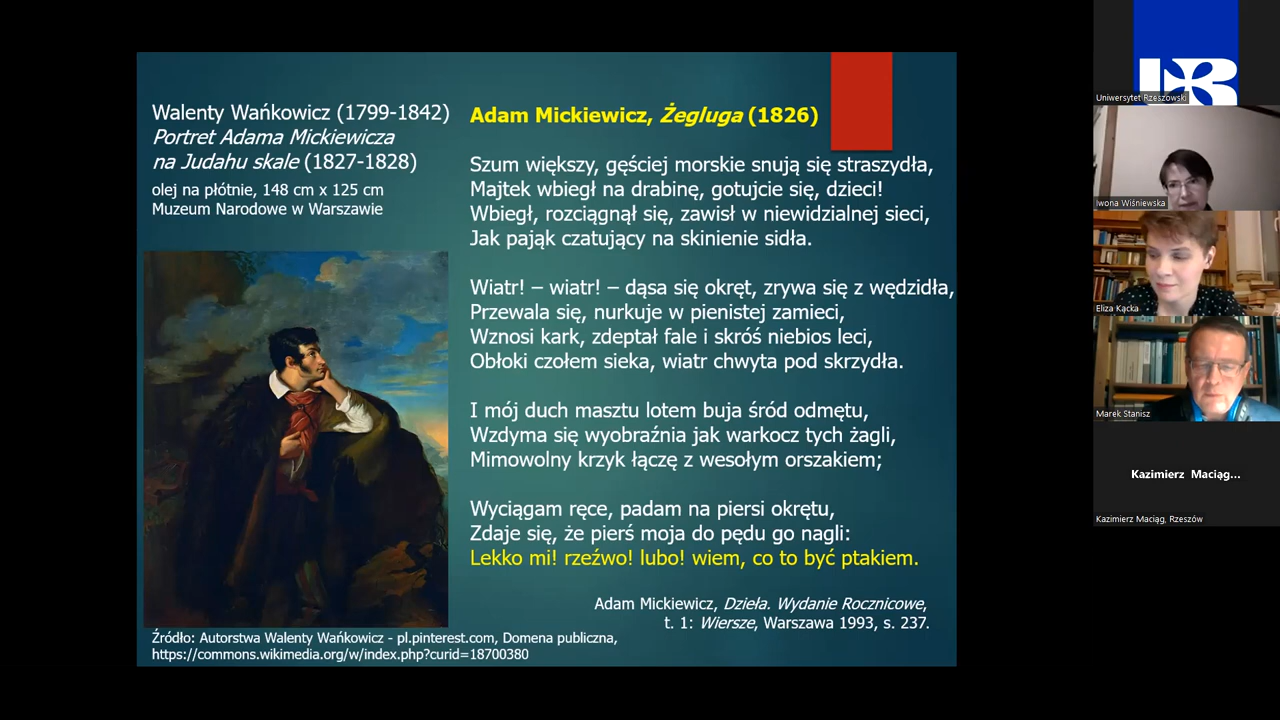 Walenty Wańkowicz (1799-1842)
Portret Adama Mickiewicza
na Judahu skale (1827-1828)
olej na płótnie, 148 cm x 125 cm
Muzeum Narodowe w Warszawie
Źródło: Autorstwa Walenty Wańkowicz - pl.pinterest.com, Domena publiczna,
https://commons.wikimedia.org/w/index.php?curid=18700380
Adam Mickiewicz, Żegluga (1826)
Szum większy, gęściej morskie snują się straszydła,
Majtek wbiegł na drabinę, gotujcie się, dzieci!
Wbiegł, rozciągnął się, zawisł w niewidzialnej sieci,
Jak pająk czatujący na skinienie sidła.
Wiatr! – wiatr! – dąsa się okręt, zrywa się z wędzidła,
Przewala się, nurkuje w pienistej zamieci,
Wznosi kark, zdeptał fale i skróś niebios leci,
Obłoki czołem sieka, wiatr chwyta pod skrzydła.
I mój duch masztu lotem buja śród odmętu,
Wzdyma się wyobraźnia jak warkocz tych żagli,
Mimowolny krzyk łączę z wesołym orszakiem;
Wyciągam ręce, padam na piersi okrętu,
Zdaje się, że pierś moja do pędu go nagli:
Lekko mi! rzeźwo! lubo! wiem, co to być ptakiem.
Adam Mickiewicz, Dzieła. Wydanie Rocznicowe,
t. 1: Wiersze, Warszawa 1993, s. 237.
UR
Uniwersytet Rzeszowski
Iwona Wiśniewska
Eliza Kącka
Marek Stanisz
Kazimierz Maciąg...
Kazimierz Maciąg, Rzeszów